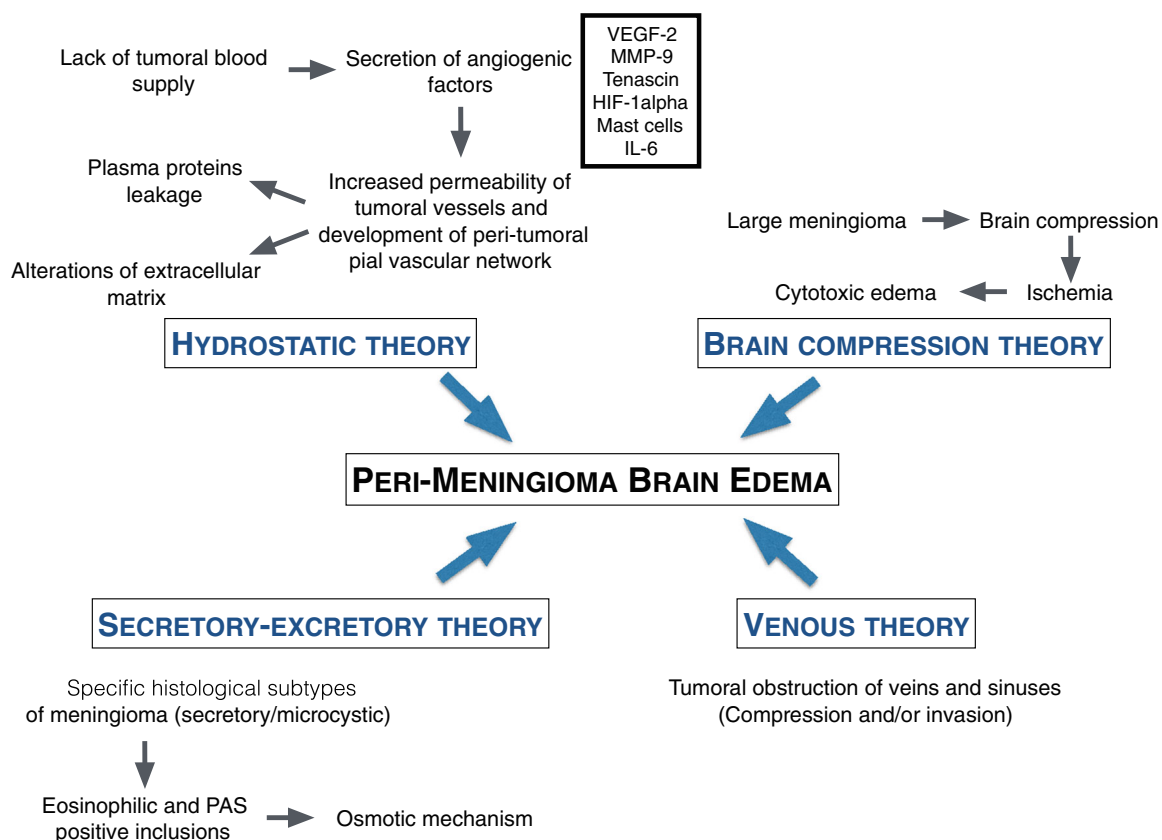 Lack of tumoral blood
supply
Secretion of angiogenic
factors
VEGF-2
MMP-9
Tenascin
HIF-1alpha
Mast cells
IL-6
Plasma proteins
leakage
Increased permeability of
tumoral vessels and
development of peri-tumoral
pial vascular network
Alterations of extracellular
matrix
HYDROSTATIC THEORY
Large meningioma
Brain compression
Cytotoxic edema
Ischemia
BRAIN COMPRESSION THEORY
PERI-MENINGIOMA BRAIN EDEMA
SECRETORY-EXCRETORY THEORY
Specific histological subtypes
of meningioma (secretory/microcystic)
Eosinophilic and PAS
positive inclusions
Osmotic mechanism
VENOUS THEORY
Tumoral obstruction of veins and sinuses
(Compression and/or invasion)